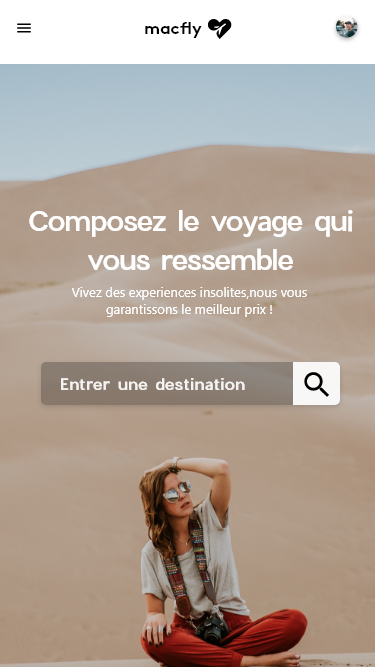 macfly
Composez le voyage qui
vous ressemble
Vivez des experiences insolites,nous vous
garantissons le meilleur prix !
Entrer une destination